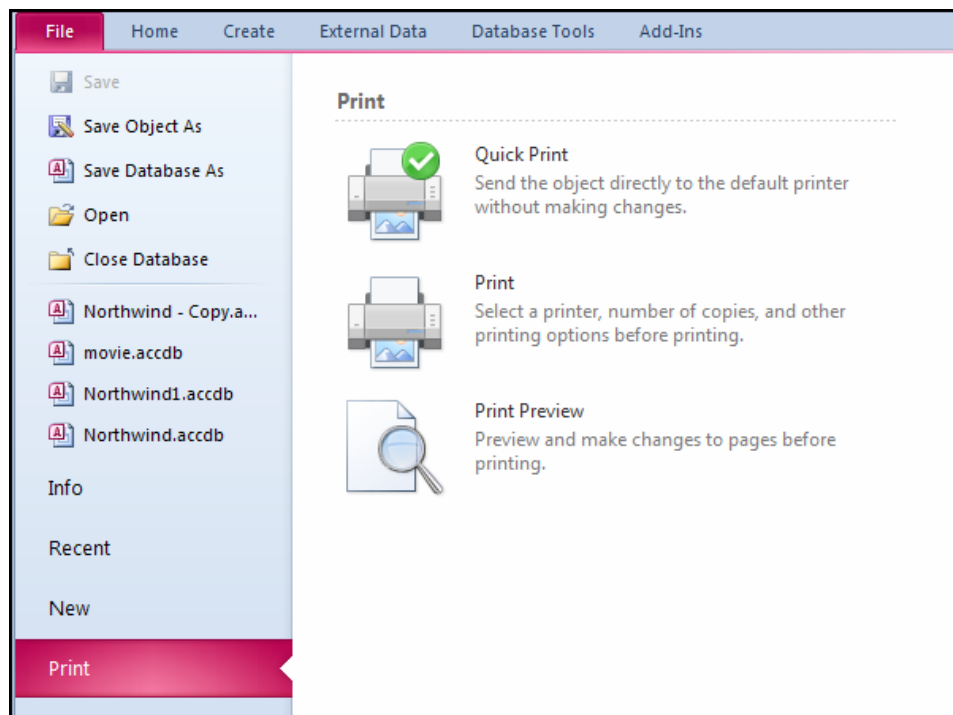 File Home Create External Data Database Tools Add-Ins
Save
Save Object As
Save Database As
Open
Close Database
Northwind - Copy.a...
movie.accdb
Northwind1.accdb
Northwind.accdb
Info
Recent
New
Print
Print
Quick Print
Send the object directly to the default printer
without making changes.
Print
Select a printer, number of copies, and other
printing options before printing.
Print Preview
Preview and make changes to pages before
printing.